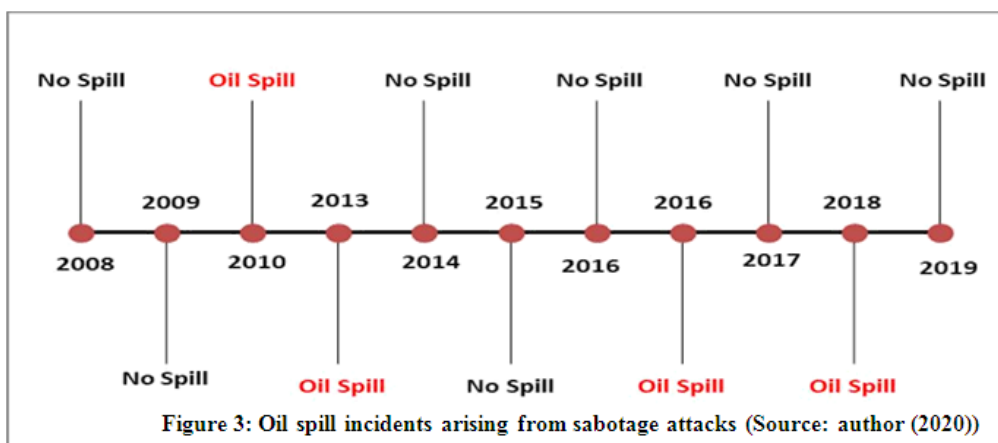 No Spill Oil Spill No Spill No Spill No Spill No Spill
2009 2013 2015 2016 2018
2008 2010 2014 2016 2017 2019
No Spill Oil Spill No Spill Oil Spill Oil Spill
Figure 3: Oil spill incidents arising from sabotage attacks (Source: author (2020))